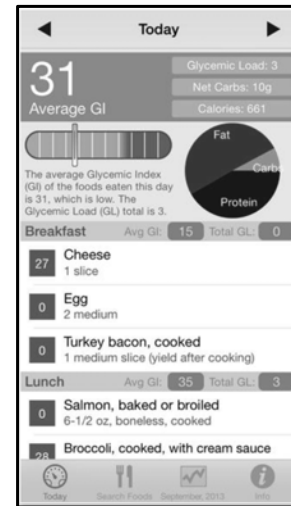 Today
31
Average GI
Glycemic Load: 3
Net Carbs: 10g
Calories: 661
The average Glycemic Index
(GI) of the foods eaten this day
is 31, which is low. The
Glycemic Load (GL) total is 3.
Fat
Carbs
Protein
Breakfast Avg GI: 15 Total GL: 0
27 Cheese
1 slice
0 Egg
2 medium
0 Turkey bacon, cooked
1 medium slice (yield after cooking)
Lunch Avg GI: 35 Total GL: 3
0 Salmon, baked or broiled
6-1/2 oz, boneless, cooked
28 Broccoli, cooked, with cream sauce
Today Search Foods September, 2013 Info